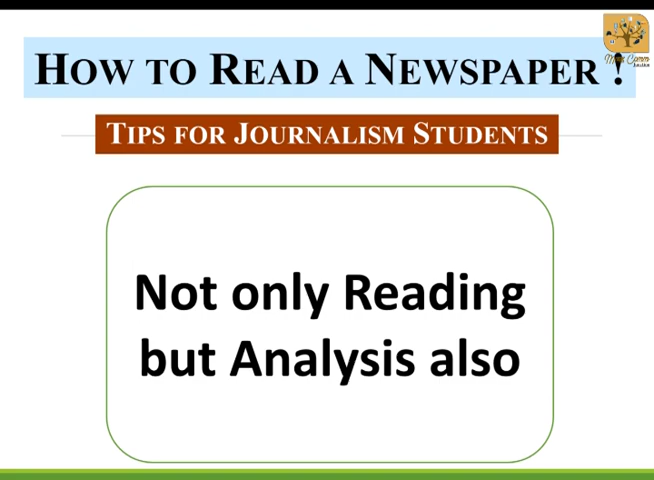 HOW TO READ A NEWSPAPER !
TIPS FOR JOURNALISM STUDENTS
Not only Reading
but Analysis also